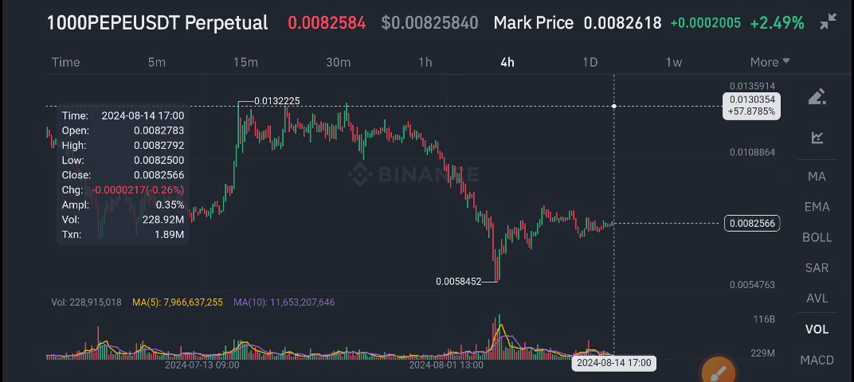 1000PEPEUSDT Perpetual 0.0082584 $0.00825840 Mark Price 0.0082618 +0.0002005 +2.49%
Time 5m 15m 30m 1h 4h 1D 1w More
0.0135914
0.0132225
0.0130354
+57.8785%
Time: 2024-08-14 17:00
Open: 0.0082783
High: 0.0082792
Low: 0.0082500
Close: 0.0082566
Chg: -0.0000217(-0.26%)
Ampl: 0.35%
Vol: 228.92M
Txn: 1.89M
0.0108864
BINANCE
MA
EMA
BOLL
SAR
AVL
VOL
MACD
0.0082566
0.0058452
0.0054763
Vol: 228,915,018 MA(5): 7,966,637,255 MA(10): 11,653,207,646
116B
229M
2024-07-13 09:00 2024-08-01 13:00 2024-08-14 17:00